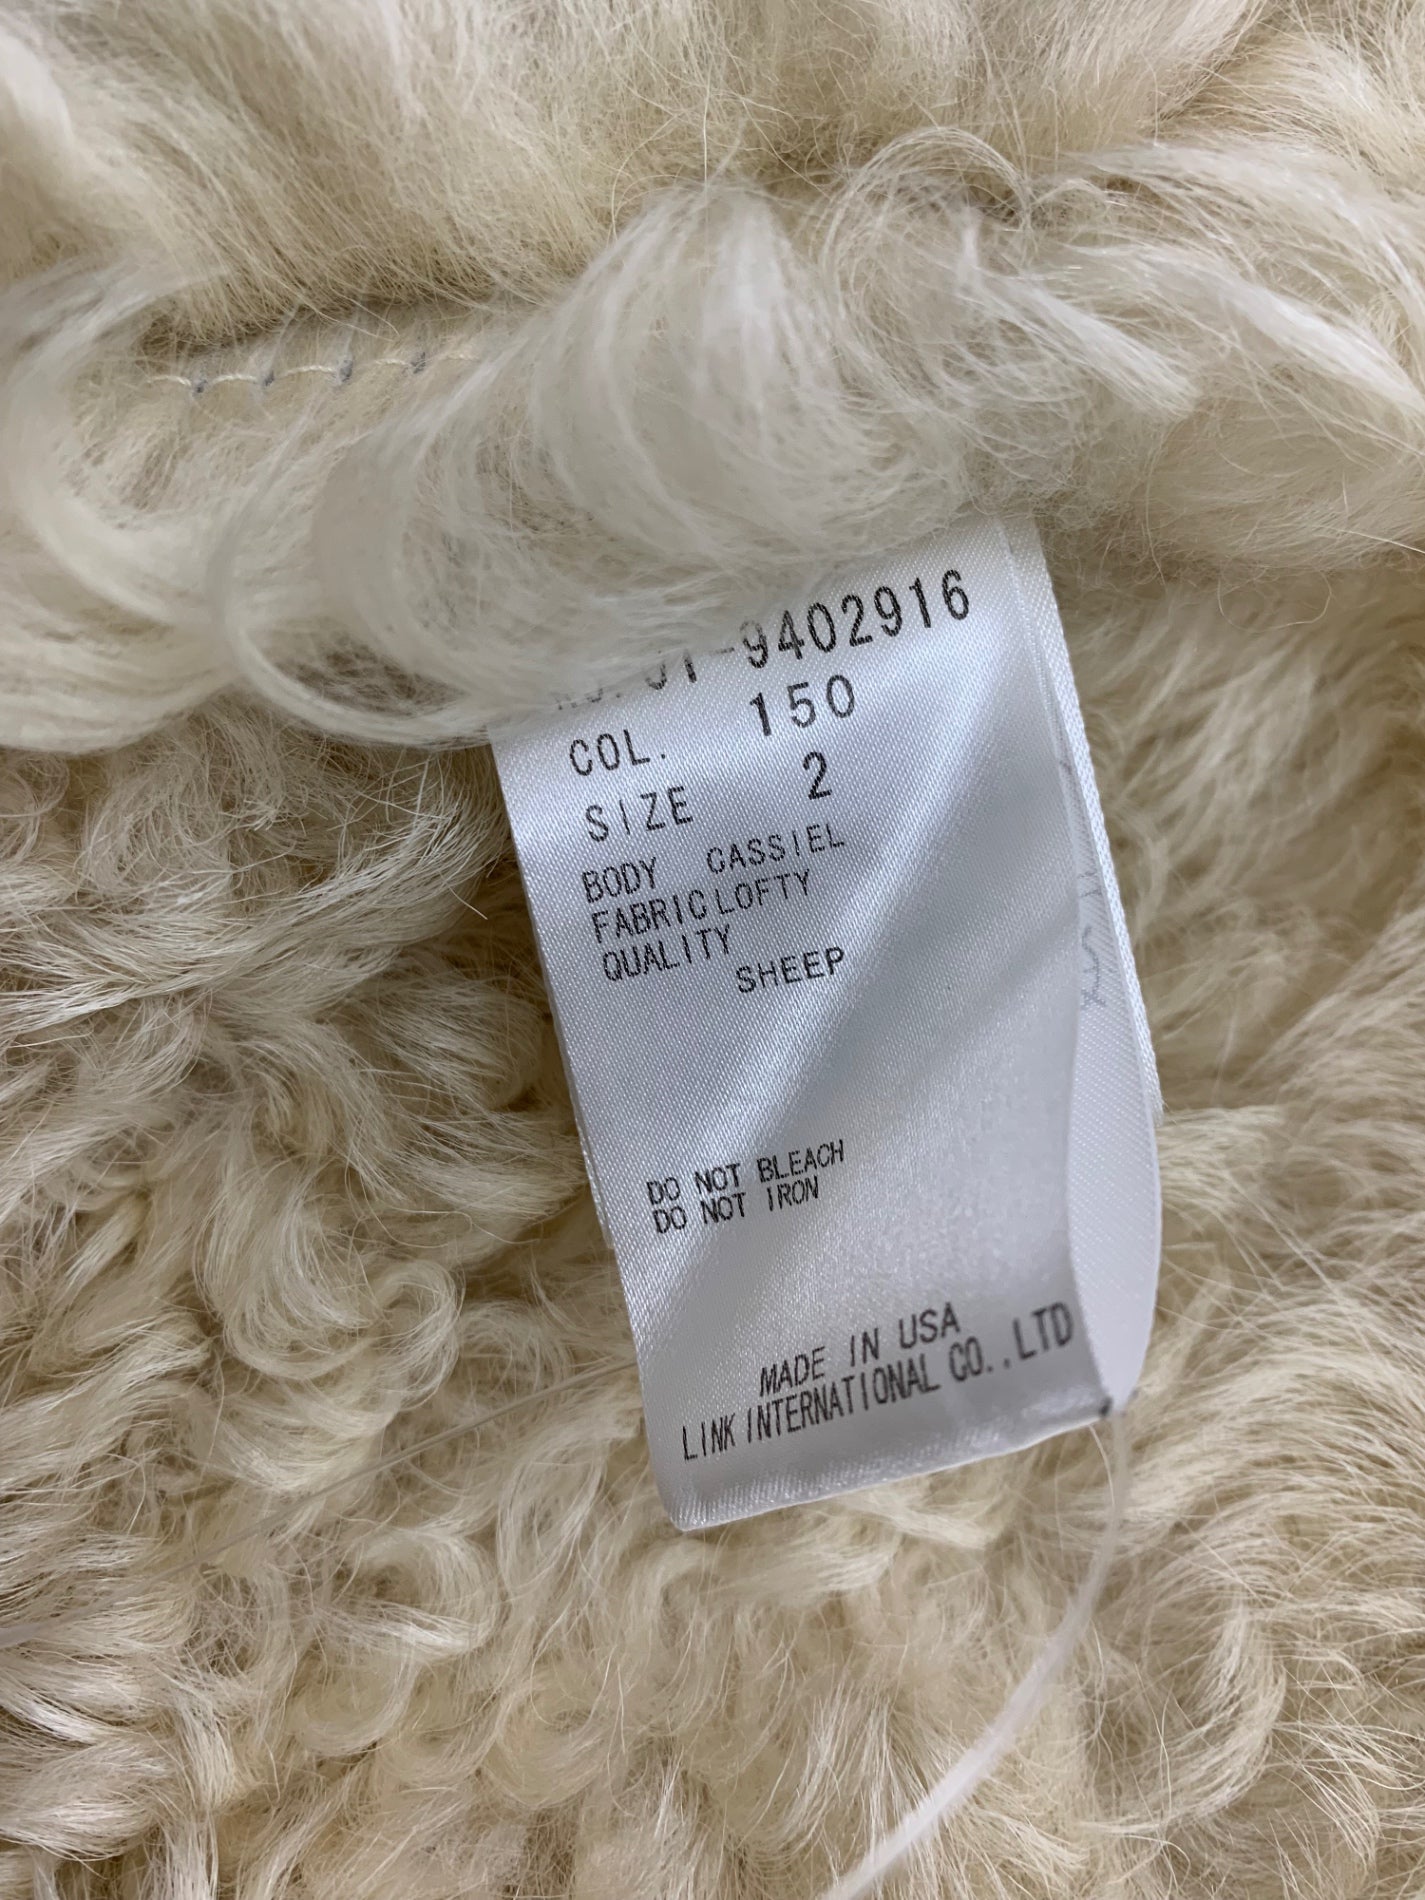 -9402916
COL. 150
SIZE 2
BODY CASSIEL
FABRIC LOFTY
QUALITY
SHEEP
DO NOT BLEACH
DO NOT IRON
MADE IN USA
LINK INTERNATIONAL CO.,LTD